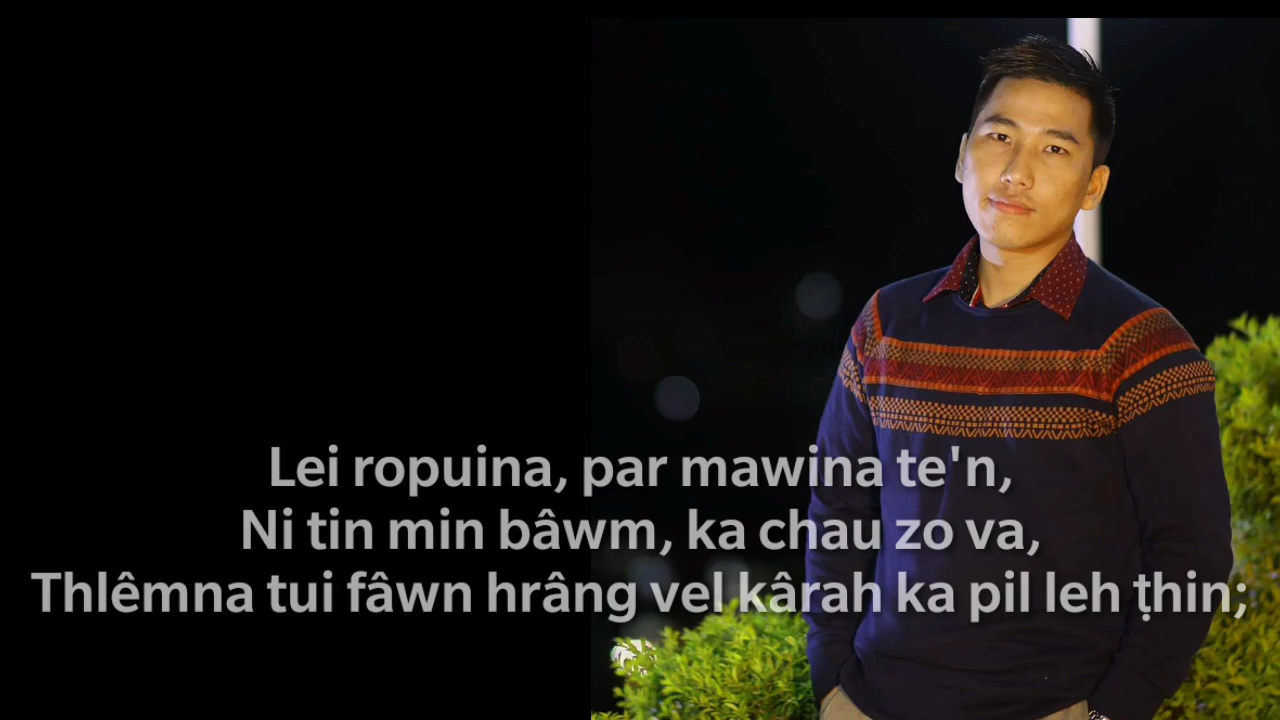 Lei ropuina, par mawina te'n,
Ni tin min bâwm, ka chau zo va,
Thlêmna tui fâwn hrâng vel kârah ka pil leh ṭhin;